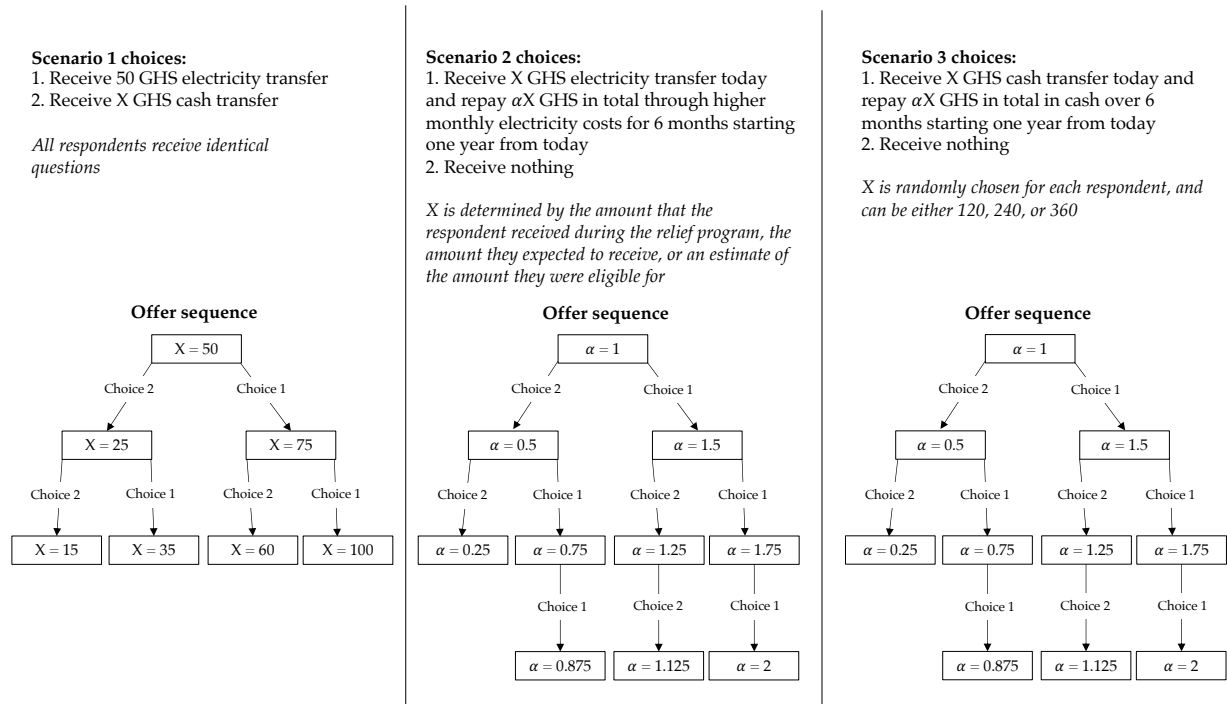 Scenario 1 choices:
1. Receive 50 GHS electricity transfer
2. Receive X GHS cash transfer
All respondents receive identical
questions
Offer sequence
X = 50
Choice 2
Choice 1
X = 25
X = 75
Choice 2
Choice 1
Choice 2
Choice 1
X = 15
X = 35
X = 60
X = 100
Scenario 2 choices:
1. Receive X GHS electricity transfer today
and repay αX GHS in total through higher
monthly electricity costs for 6 months starting
one year from today
2. Receive nothing
X is determined by the amount that the
respondent received during the relief program, the
amount they expected to receive, or an estimate of
the amount they were eligible for
Offer sequence
α = 1
Choice 2
Choice 1
α = 0.5
α = 1.5
Choice 2
Choice 1
Choice 2
Choice 1
α = 0.25
α = 0.75
α = 1.25
α = 1.75
Choice 1
Choice 2
Choice 1
α = 0.875
α = 1.125
α = 2
Scenario 3 choices:
1. Receive X GHS cash transfer today and
repay αX GHS in total in cash over 6
months starting one year from today
2. Receive nothing
X is randomly chosen for each respondent, and
can be either 120, 240, or 360
Offer sequence
α = 1
Choice 2
Choice 1
α = 0.5
α = 1.5
Choice 2
Choice 1
Choice 2
Choice 1
α = 0.25
α = 0.75
α = 1.25
α = 1.75
Choice 1
Choice 2
Choice 1
α = 0.875
α = 1.125
α = 2